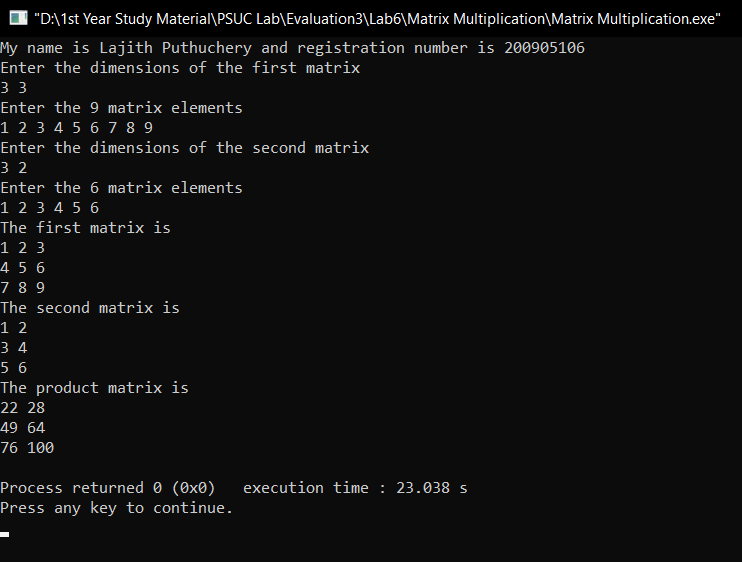 "D:\1st Year Study Material\PSUC Lab\Evaluation3\Lab6\Matrix Multiplication\Matrix Multiplication.exe"
My name is Lajith Puthuchery and registration number is 200905106
Enter the dimensions of the first matrix
3 3
Enter the 9 matrix elements
1 2 3 4 5 6 7 8 9
Enter the dimensions of the second matrix
3 2
Enter the 6 matrix elements
1 2 3 4 5 6
The first matrix is
1 2 3
4 5 6
7 8 9
The second matrix is
1 2
3 4
5 6
The product matrix is
22 28
49 64
76 100
Process returned 0 (0x0)   execution time : 23.038 s
Press any key to continue.